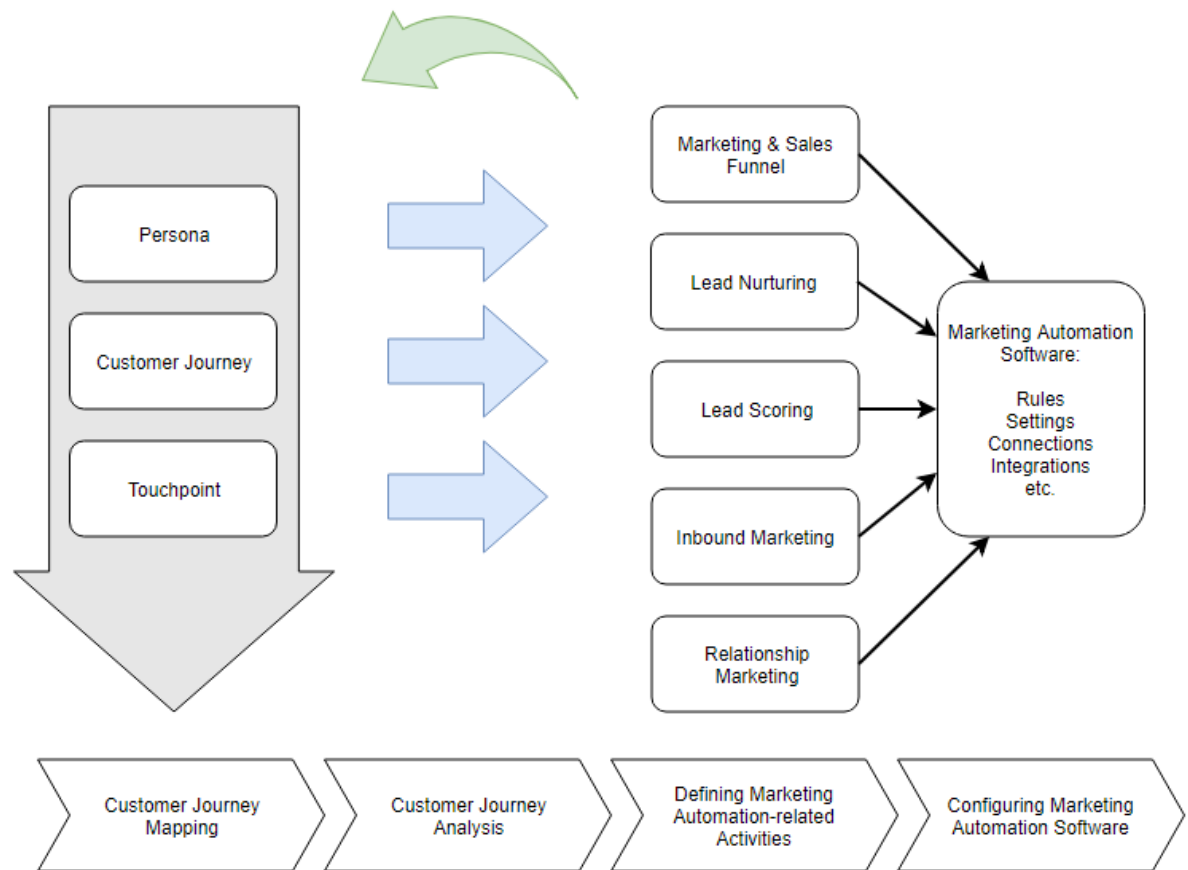 Persona
Customer Journey
Touchpoint
Marketing & Sales
Funnel
Lead Nurturing
Lead Scoring
Inbound Marketing
Relationship
Marketing
Marketing Automation
Software:
Rules
Settings
Connections
Integrations
etc.
Customer Journey
Mapping
Customer Journey
Analysis
Defining Marketing
Automation-related
Activities
Configuring Marketing
Automation Software